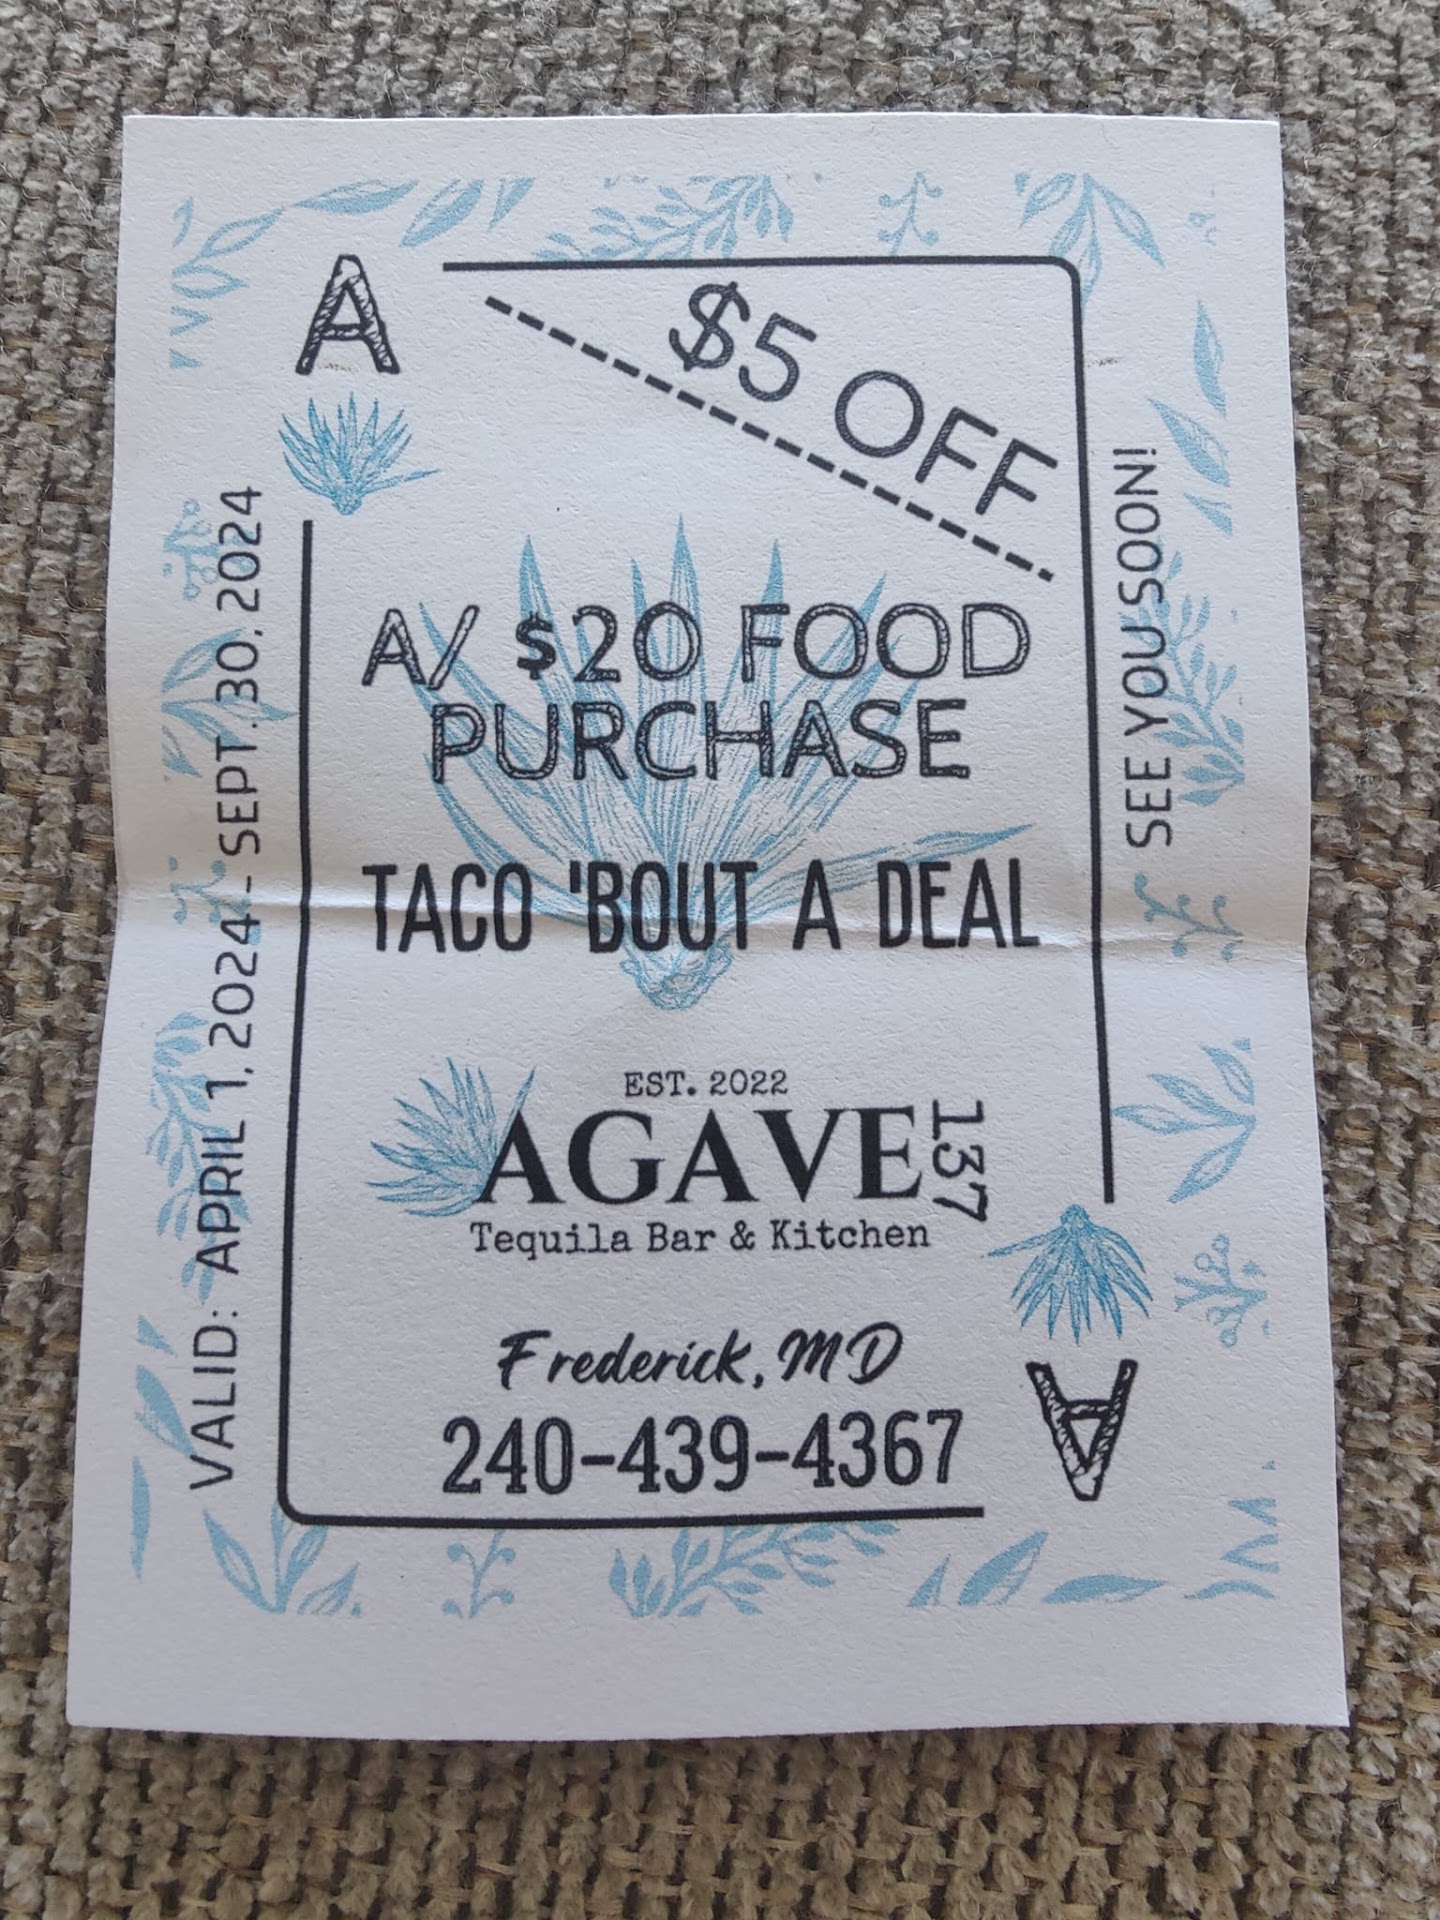 A
$5 OFF
A/ $20 FOOD
PURCHASE
TACO 'BOUT A DEAL
EST. 2022
AGAVE 137
Tequila Bar & Kitchen
Frederick, MD
240-439-4367
A
VALID: APRIL 1, 2024- SEPT. 30, 2024
SEE YOU SOON!